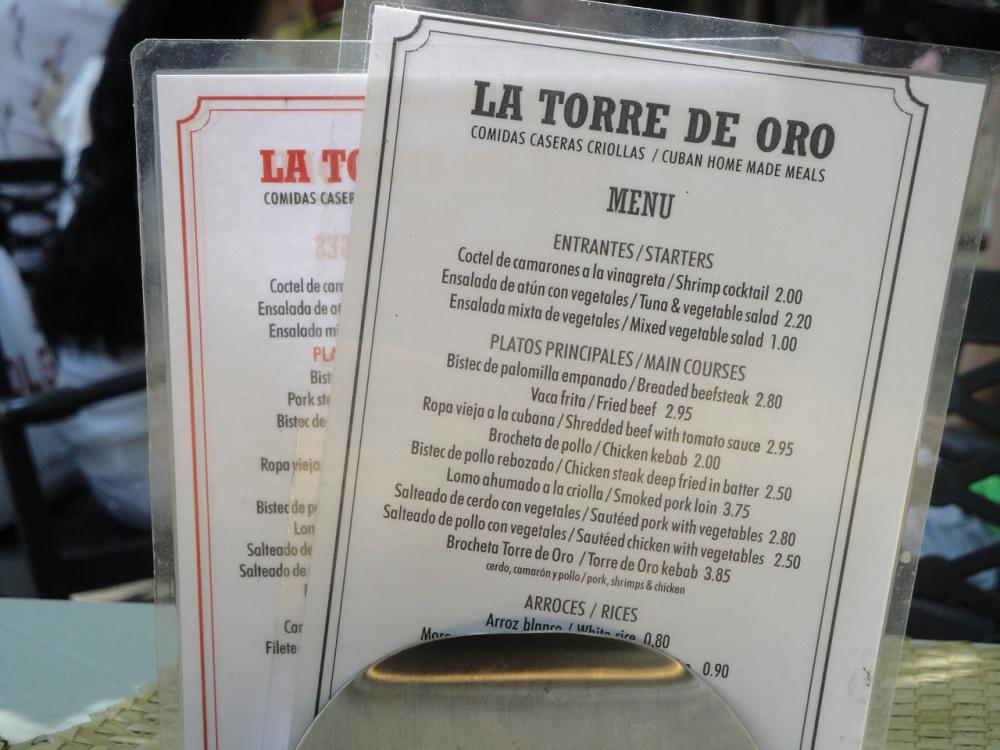 LA TORRE DE ORO
COMIDAS CASERAS CRIOLLAS / CUBAN HOME MADE MEALS
MENU
ENTRANTES / STARTERS
Coctel de camarones a la vinagreta / Shrimp cocktail 2.00
Ensalada de atún con vegetales / Tuna & vegetable salad 2.20
Ensalada mixta de vegetales / Mixed vegetable salad 1.00
PLATOS PRINCIPALES / MAIN COURSES
Bistec de palomilla empanado / Breaded beefsteak 2.80
Vaca frita / Fried beef 2.95
Ropa vieja a la cubana / Shredded beef with tomato sauce 2.95
Brocheta de pollo / Chicken kebab 2.00
Bistec de pollo rebozado / Chicken steak deep fried in batter 2.50
Lomo ahumado a la criolla / Smoked pork loin 3.75
Salteado de cerdo con vegetales / Sautéed pork with vegetables 2.80
Salteado de pollo con vegetales / Sautéed chicken with vegetables 2.50
Brocheta Torre de Oro / Torre de Oro kebab 3.85
cerdo, camarón y pollo / pork, shrimps & chicken
ARROCES / RICES
Arroz blanco / White rice 0.80
0.90
LA TO
COMIDAS CASER
Coctel de cam
Ensalada de at
Ensalada mi
PLA
Bist
Pork ste
Bistec de
Ropa vieja
Bistec de p
Lon
Salteado de
Salteado de
Car
Filete